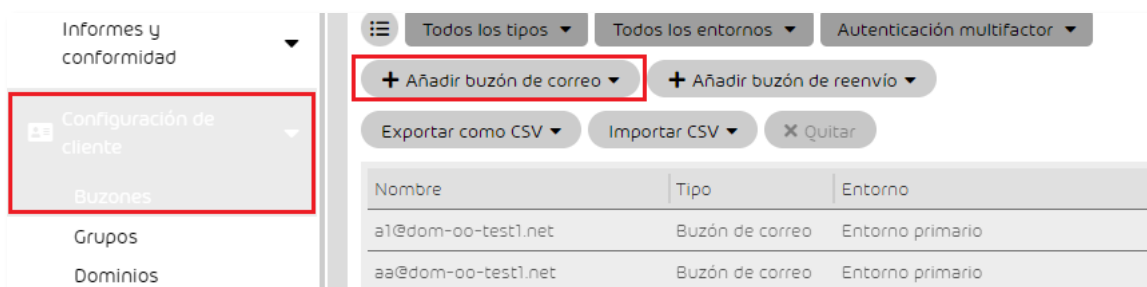 Informes y
conformidad
Configuración de
cliente
Buzones
Grupos
Dominios
Todos los tipos
Todos los entornos
Autenticación multifactor
Añadir buzón de correo
Añadir buzón de reenvío
Exportar como CSV
Importar CSV
Quitar
Nombre Tipo Entorno
a1@dom-oo-test1.net Buzón de correo Entorno primario
aa@dom-oo-test1.net Buzón de correo Entorno primario